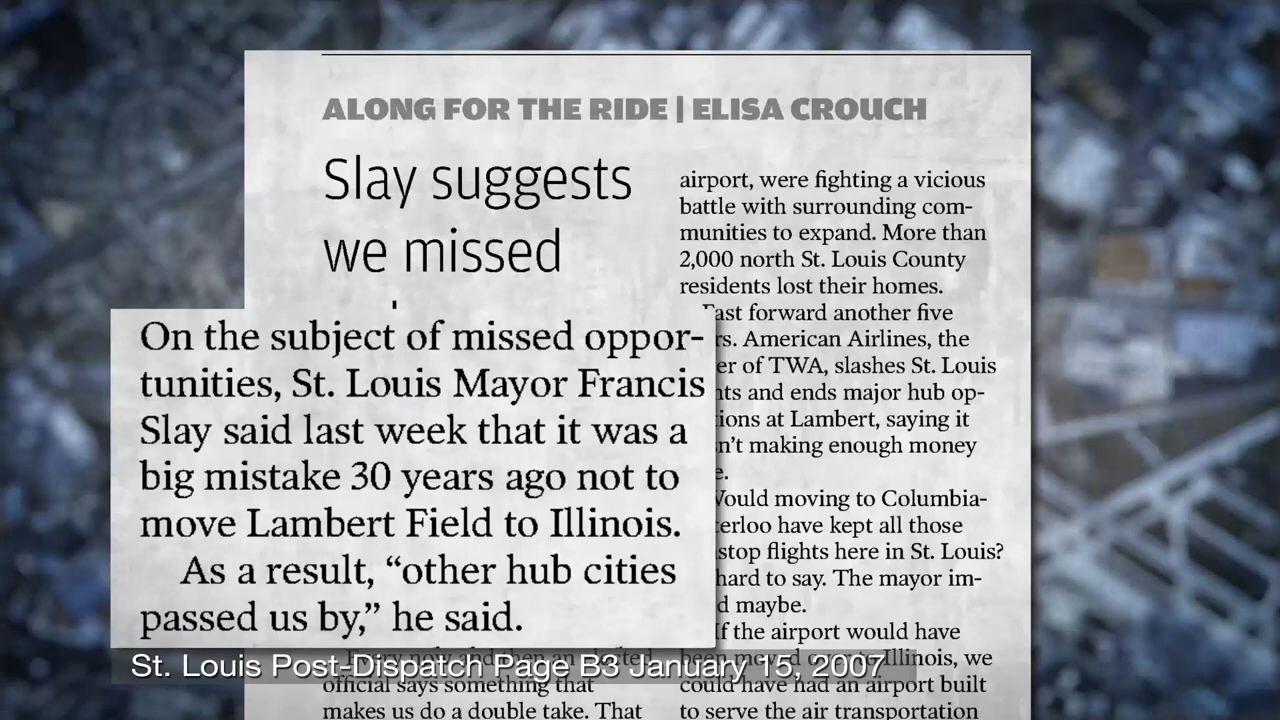 ALONG FOR THE RIDE | ELISA CROUCH
Slay suggests
we missed
On the subject of missed oppor-
tunities, St. Louis Mayor Francis
Slay said last week that it was a
big mistake 30 years ago not to
move Lambert Field to Illinois.
As a result, “other hub cities
passed us by,” he said.
official says something that
makes us do a double take. That
airport, were fighting a vicious
battle with surrounding com-
munities to expand. More than
2,000 north St. Louis County
residents lost their homes.
Fast forward another five
American Airlines, the
of TWA, slashes St. Louis
and ends major hub op-
at Lambert, saying it
making enough money
Would moving to Columbia-
have kept all those
flights here in St. Louis?
hard to say. The mayor im-
maybe.
If the airport would have
been moved over to Illinois, we
could have had an airport built
to serve the air transportation
St. Louis Post-Dispatch Page B3 January 15, 2007